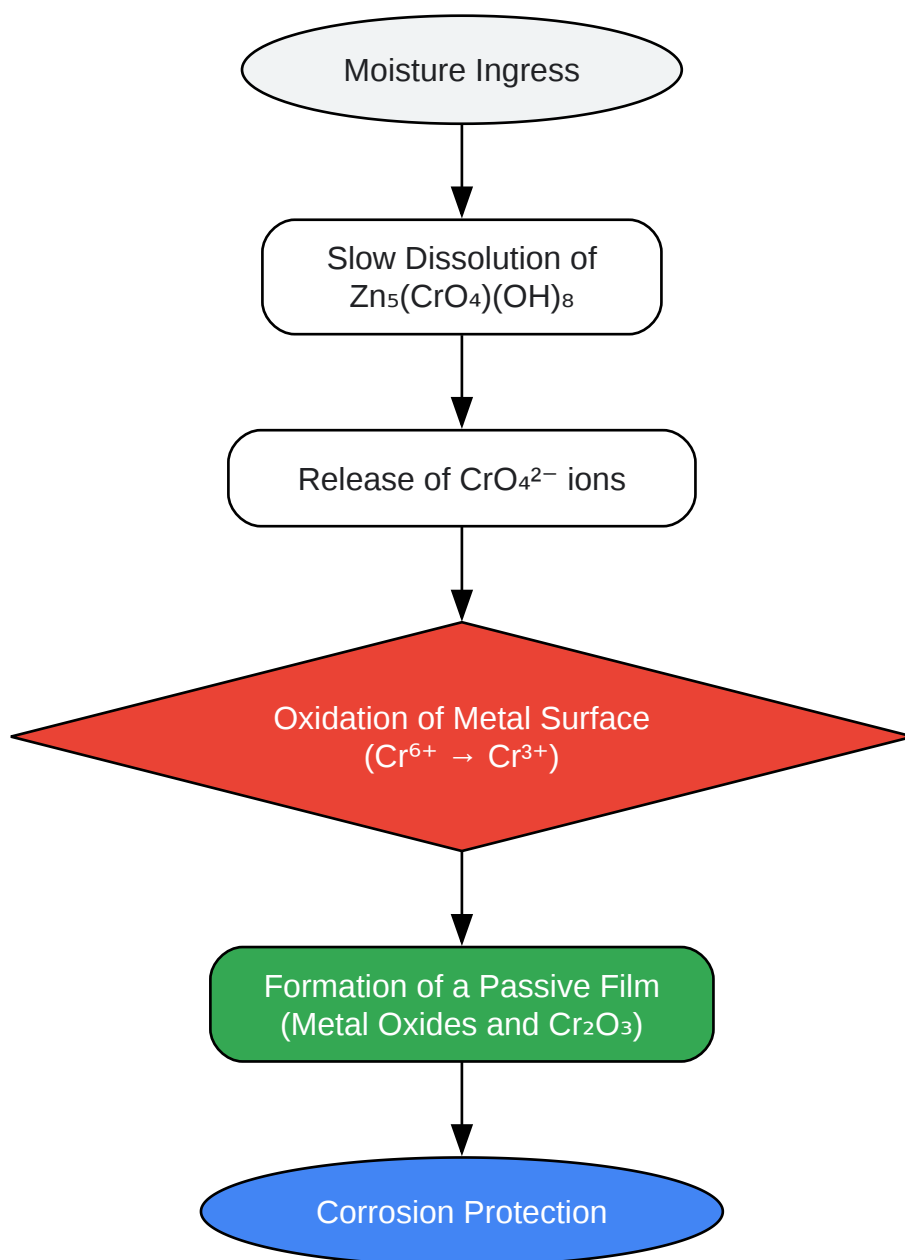 Moisture Ingress
Slow Dissolution of
Zn₅(CrO₄)(OH)₈
Release of CrO₄²⁻ ions
Oxidation of Metal Surface
(Cr⁶⁺ → Cr³⁺)
Formation of a Passive Film
(Metal Oxides and Cr₂O₃)
Corrosion Protection